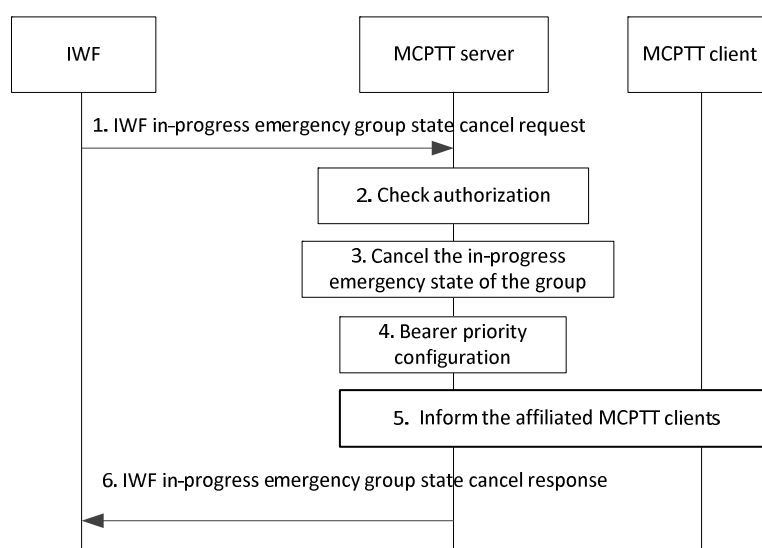 IWF
MCPTT server
MCPTT client
1. IWF in-progress emergency group state cancel request
2. Check authorization
3. Cancel the in-progress
emergency state of the group
4. Bearer priority
configuration
5. Inform the affiliated MCPTT clients
6. IWF in-progress emergency group state cancel response